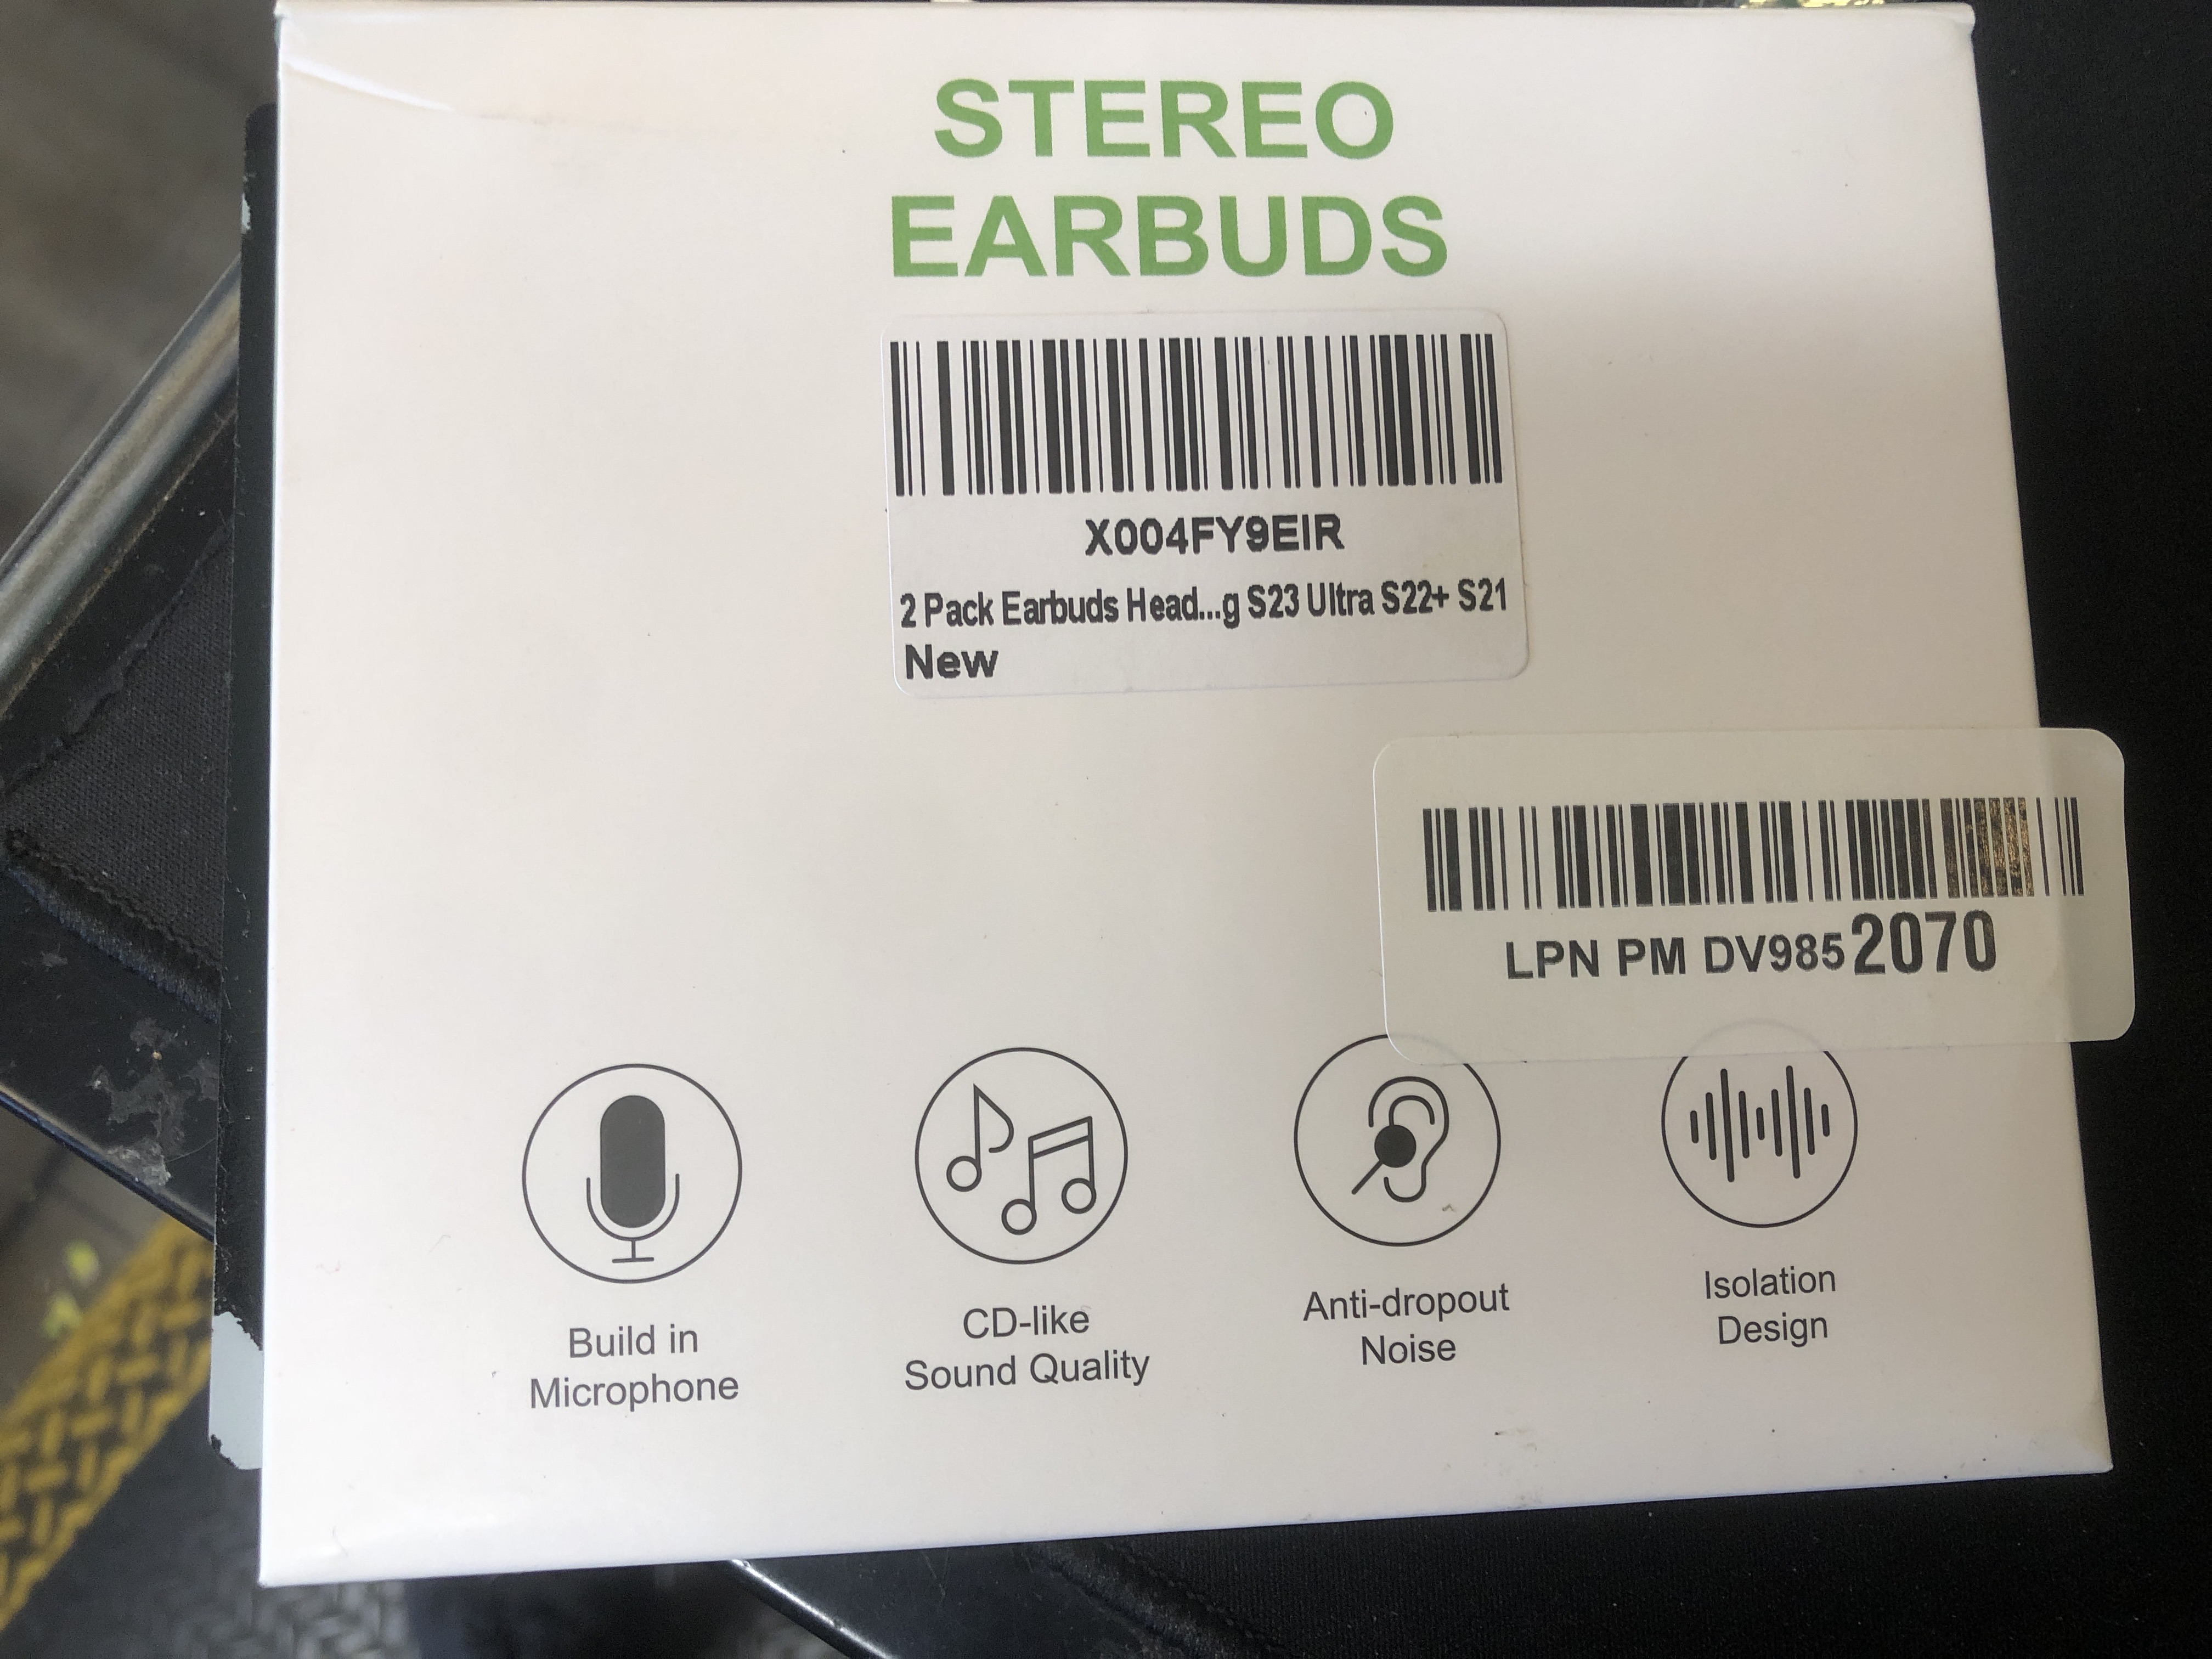 STEREO
EARBUDS
X004FY9EIR
2 Pack Earbuds Head...g S23 Ultra S22+ S21
New
LPN PM DV9852070
Build in
Microphone
CD-like
Sound Quality
Anti-dropout
Noise
Isolation
Design